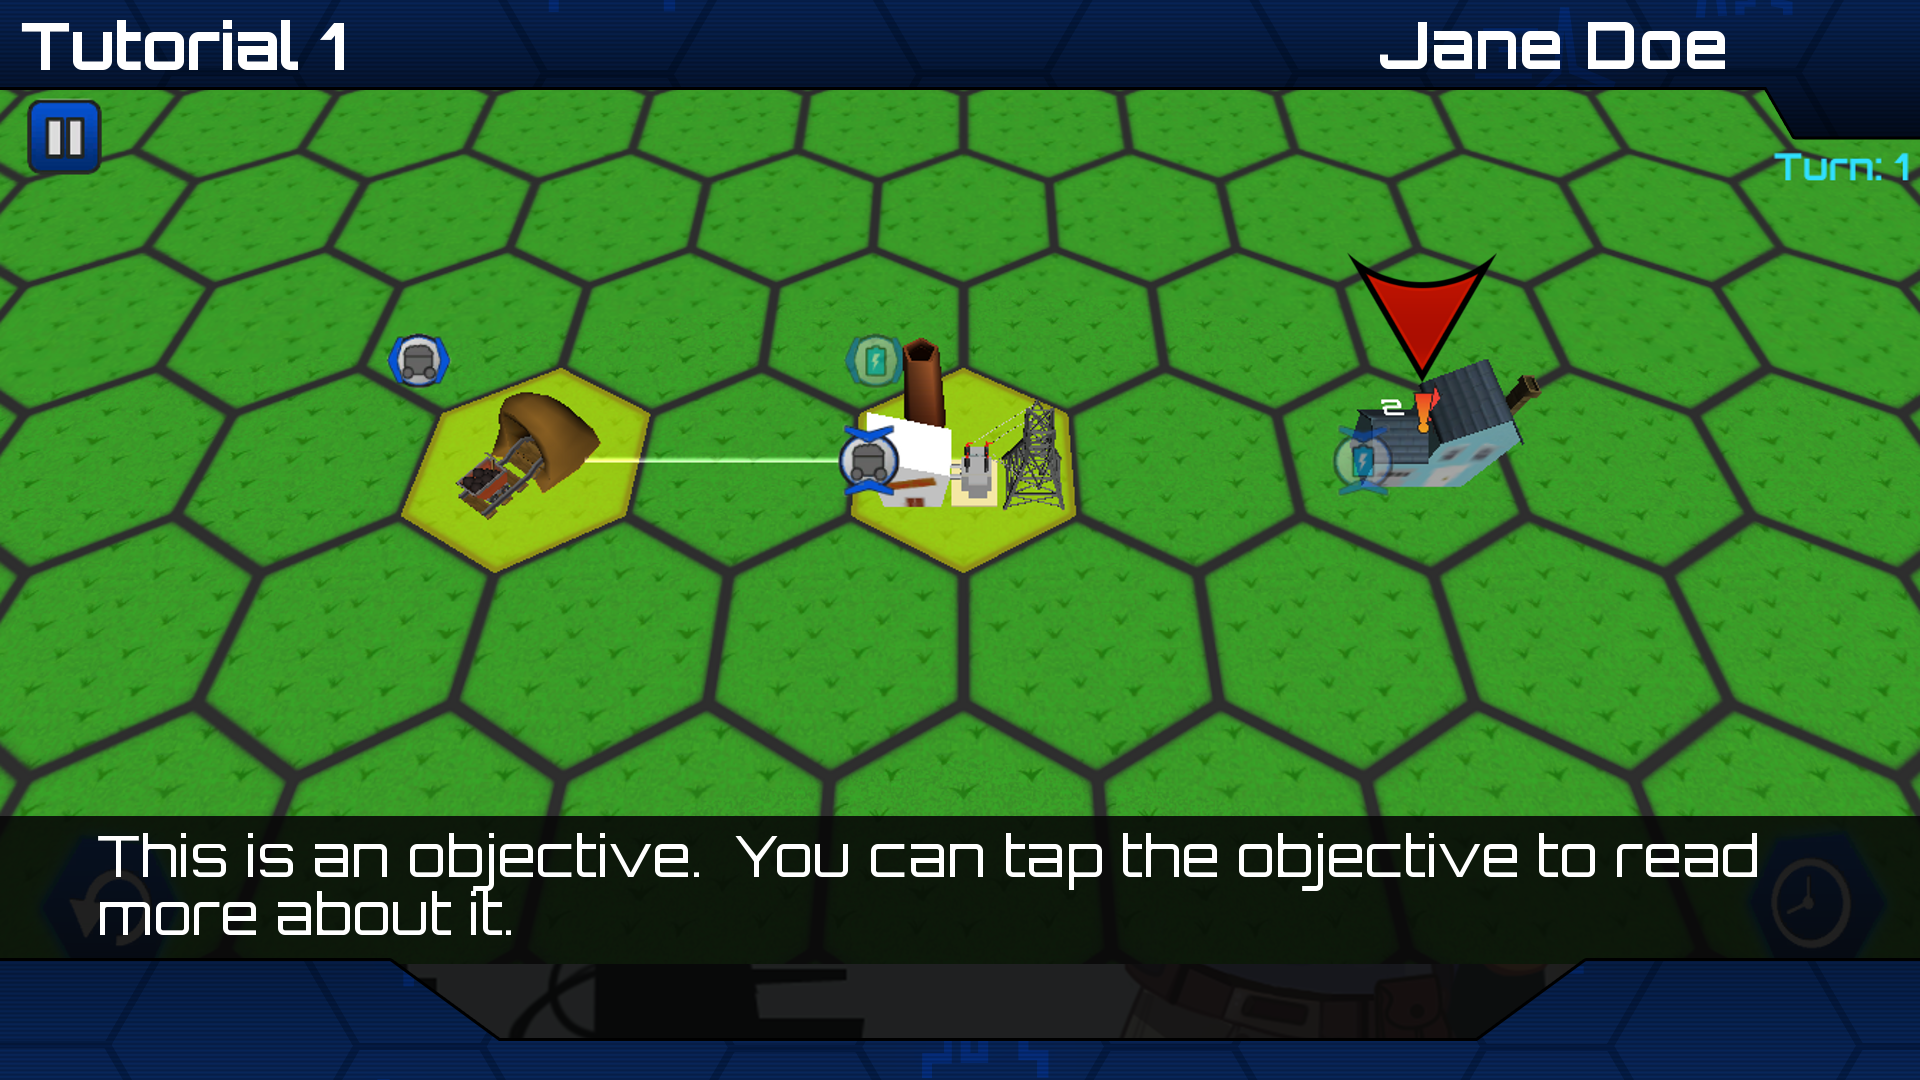 Tutorial 1
Jane Doe
Turn: 1
2
This is an objective. You can tap the objective to read
more about it.